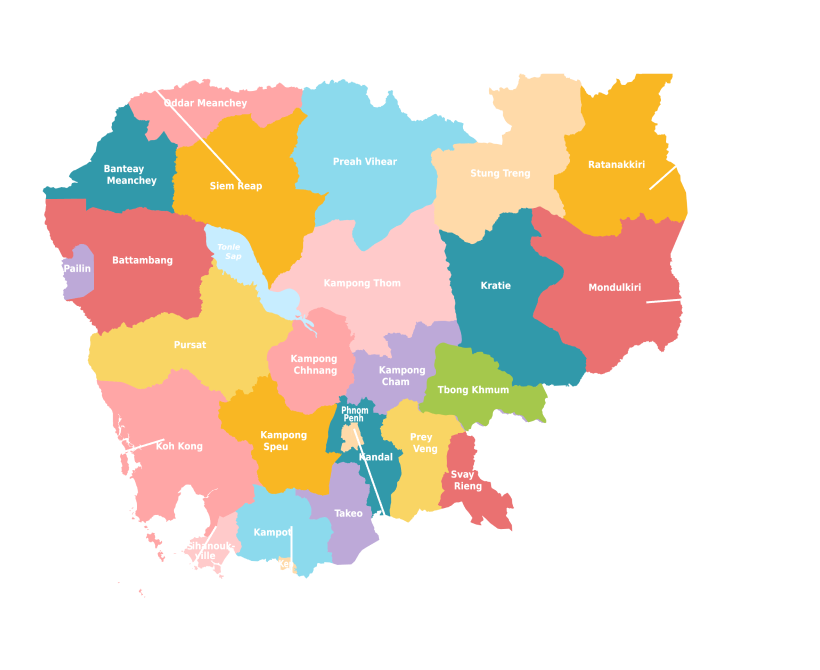 Oddar Meanchey
Banteay
Meanchey
Siem Reap
Preah Vihear
Stung Treng
Ratanakkiri
Battambang
Pailin
Tonle
Sap
Kampong Thom
Kratie
Mondulkiri
Pursat
Kampong
Chhnang
Kampong
Cham
Tbong Khmum
Phnom
Penh
Kandal
Prey
Veng
Svay
Rieng
Koh Kong
Kampong
Speu
Takeo
Kampot
Sihanouk-
ville